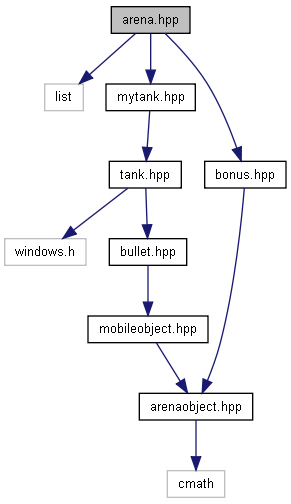 arena.hpp
list
mytank.hpp
tank.hpp
bonus.hpp
windows.h
bullet.hpp
mobileobject.hpp
arenaobject.hpp
cmath